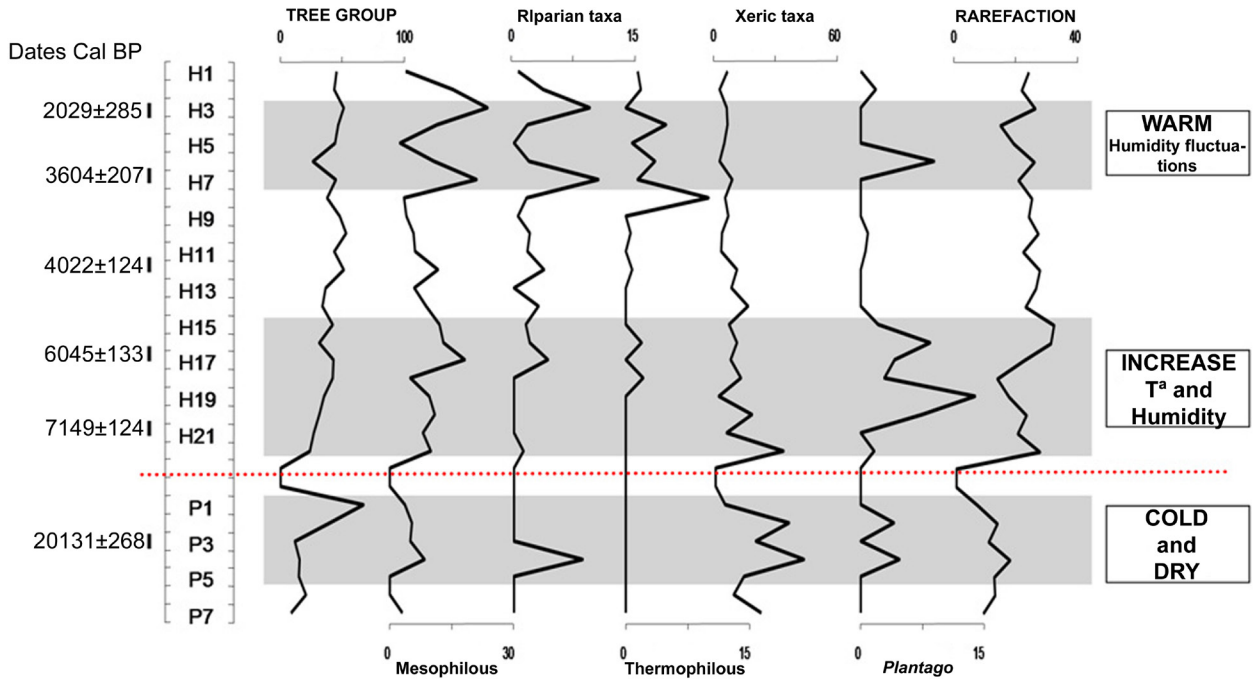 TREE GROUP RIparian taxa Xeric taxa RAREFACTION
0 100 0 15 0 60 0 40
Dates Cal BP
H1
2029±285 H3
H5
3604±207 H7
H9
H11
4022±124
H13
H15
6045±133 H17
H19
7149±124
H21
P1
20131±268 P3
P5
P7
WARM
Humidity fluctua-
tions
INCREASE
Tª and
Humidity
COLD
and
DRY
0 30 0 15 0 15
Mesophilous Thermophilous Plantago